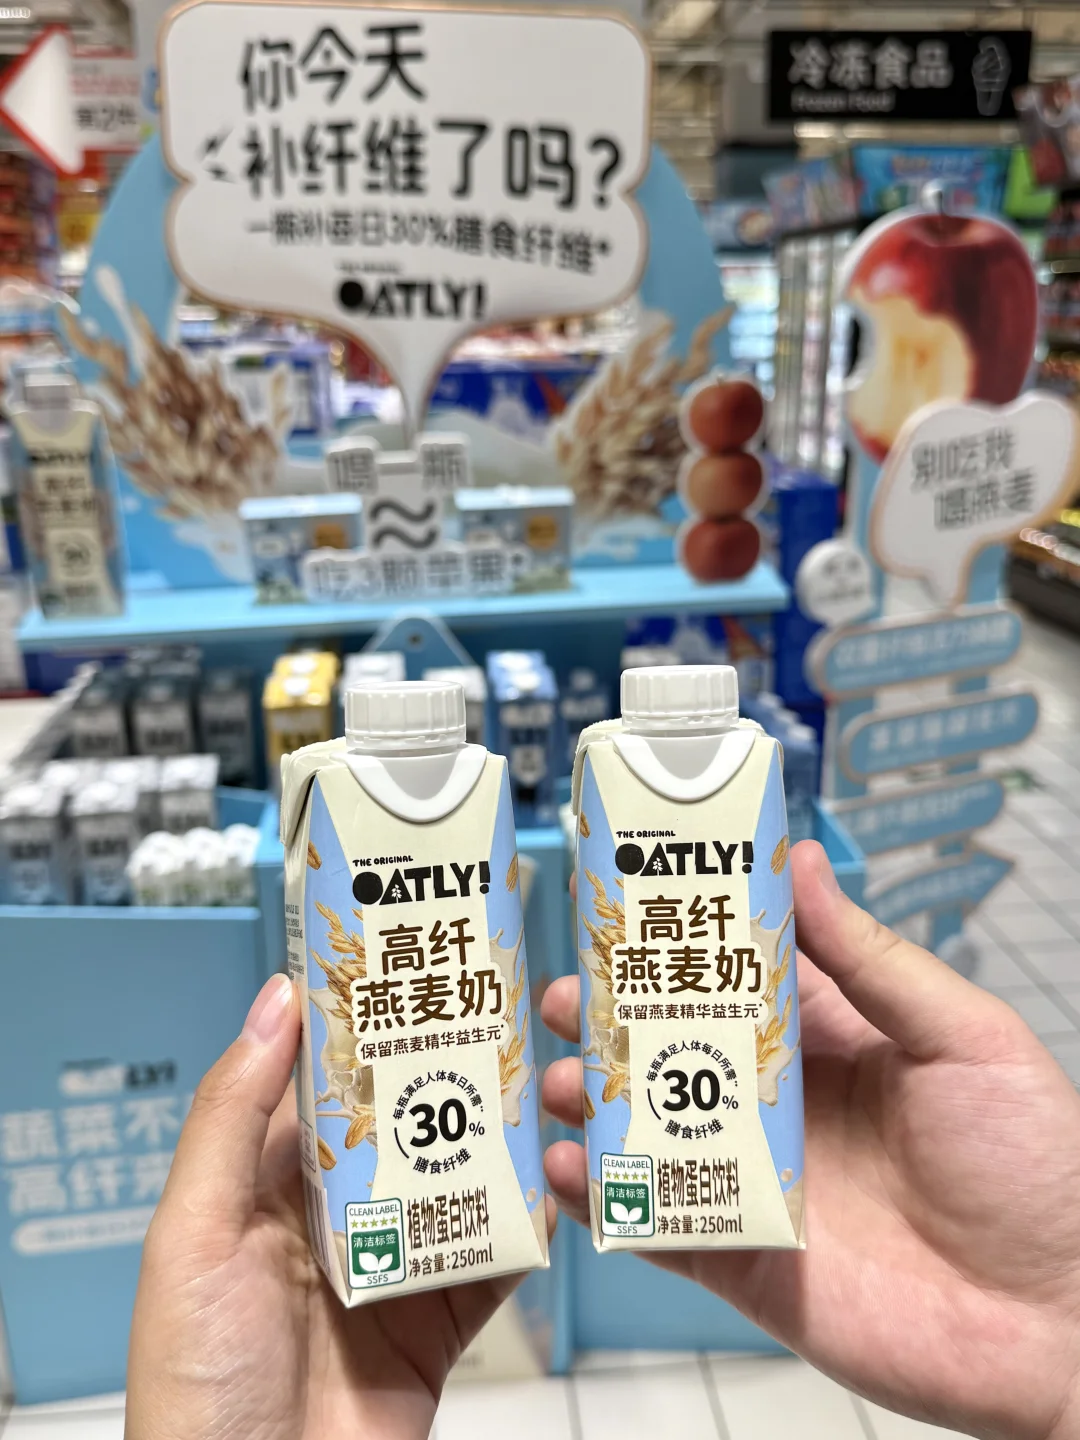 你今天
补纤维了吗?
一瓶补每日30%膳食纤维*
THE ORIGINAL
OATLY!
冷冻食品
Frozen Food
别吃我
喝燕麦
喝一瓶
≈
吃3颗苹果*
OATLY!
THE ORIGINAL
OATLY!
高纤
燕麦奶
保留燕麦精华益生元*
每瓶满足人体每日所需**
30%
膳食纤维
CLEAN LABEL
★★★★★
清洁标签
SSFS
植物蛋白饮料
净含量:250ml
THE ORIGINAL
OATLY!
高纤
燕麦奶
保留燕麦精华益生元*
每瓶满足人体每日所需**
30%
膳食纤维
CLEAN LABEL
★★★★★
清洁标签
SSFS
植物蛋白饮料
净含量:250ml